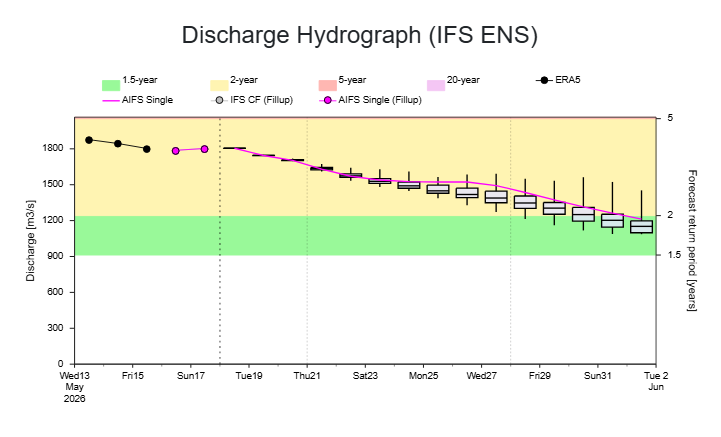 Discharge Hydrograph (IFS ENS)
1.5-year 2-year 5-year 20-year ERA5
AIFS Single IFS CF (Fillup) AIFS Single (Fillup)
Discharge [m3/s]
1800
1500
1200
900
600
300
0
5
2
1.5
Forecast return period [years]
Wed13 Fri15 Sun17 Tue19 Thu21 Sat23 Mon25 Wed27 Fri29 Sun31 Tue 2
May Jun
2026